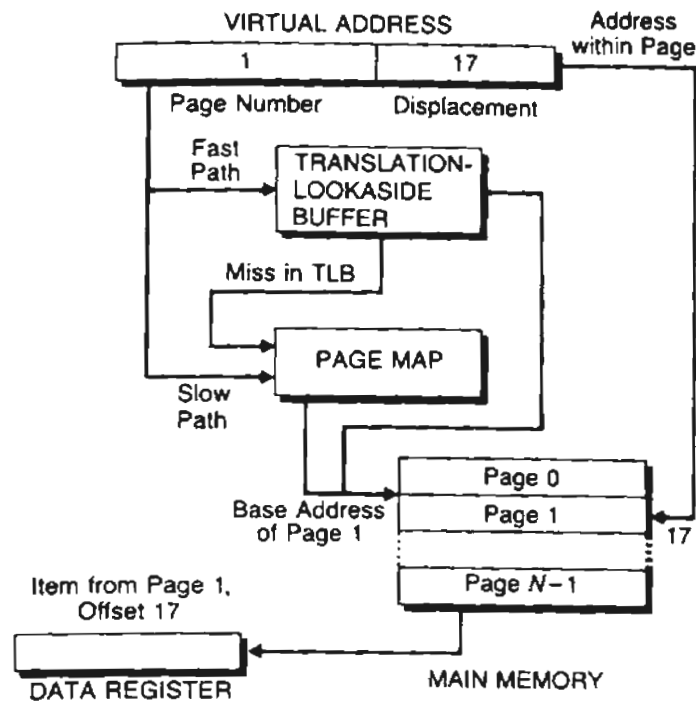 VIRTUAL ADDRESS
Address
within Page
1
17
Page Number
Displacement
Fast
Path
TRANSLATION-
LOOKASIDE
BUFFER
Miss in TLB
PAGE MAP
Slow
Path
Page 0
Base Address
of Page 1
Page 1
17
Page N-1
Item from Page 1,
Offset 17
DATA REGISTER
MAIN MEMORY